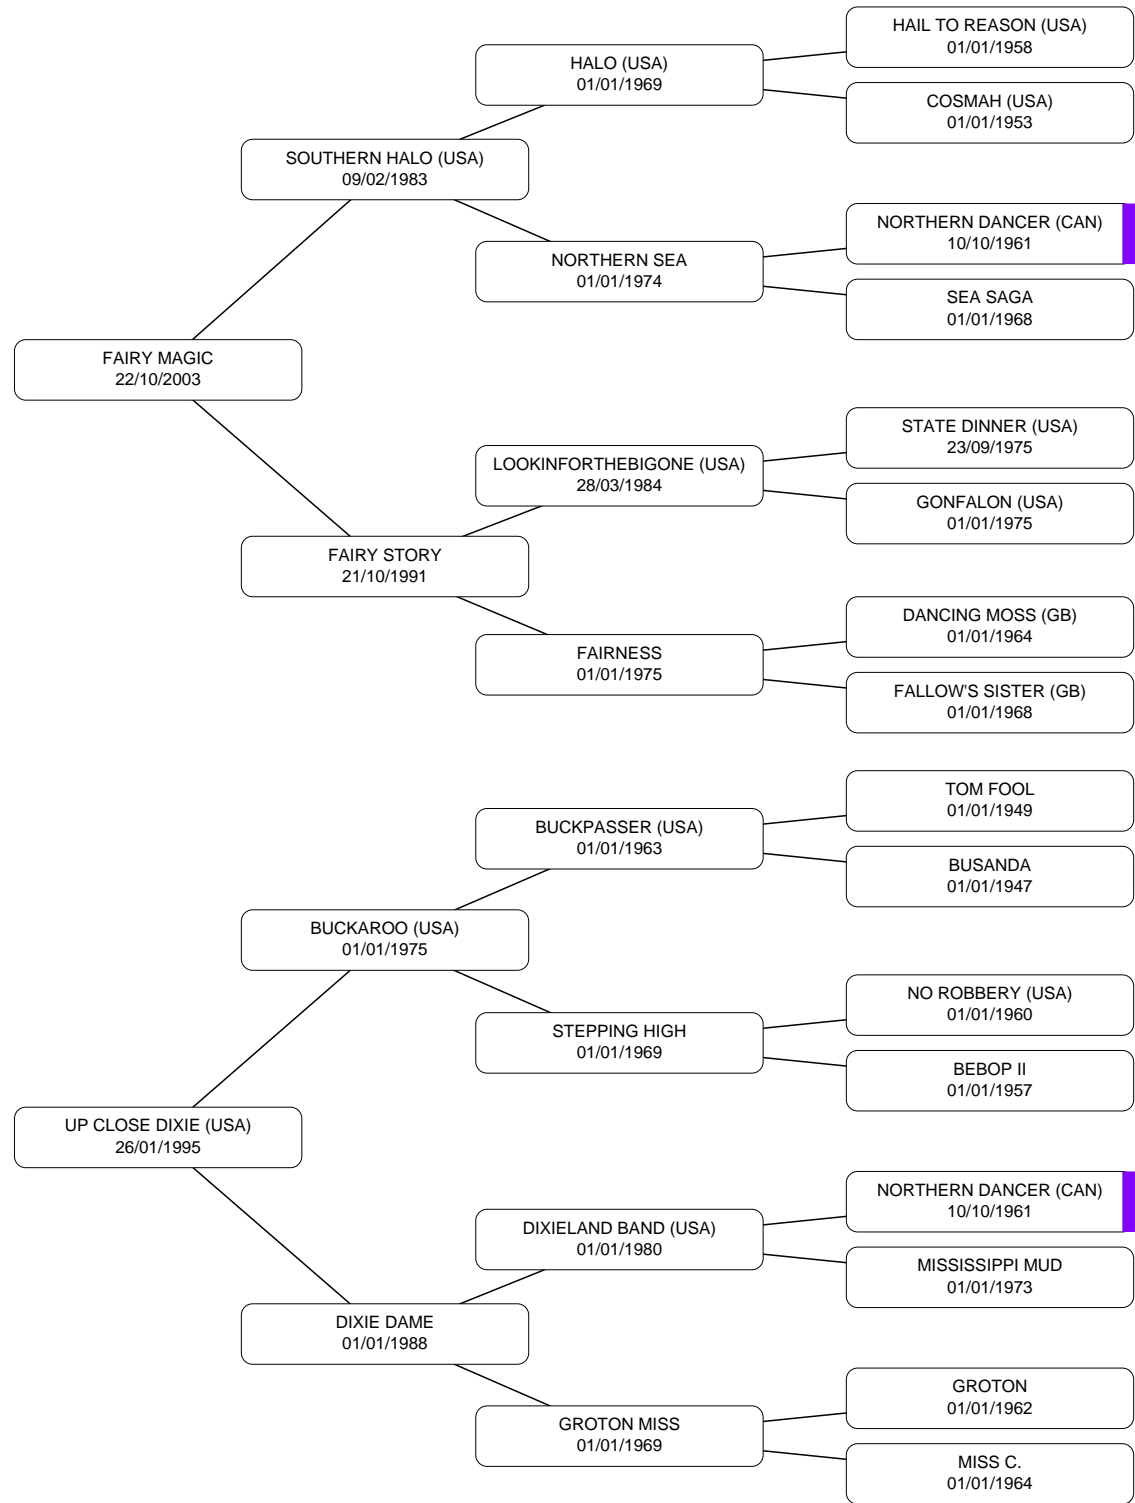 HAIL TO REASON (USA)
01/01/1958
HALO (USA)
01/01/1969
COSMAH (USA)
01/01/1953
SOUTHERN HALO (USA)
09/02/1983
NORTHERN DANCER (CAN)
10/10/1961
NORTHERN SEA
01/01/1974
SEA SAGA
01/01/1968
FAIRY MAGIC
22/10/2003
STATE DINNER (USA)
23/09/1975
LOOKINFORTHEBIGONE (USA)
28/03/1984
GONFALON (USA)
01/01/1975
FAIRY STORY
21/10/1991
DANCING MOSS (GB)
01/01/1964
FAIRNESS
01/01/1975
FALLOW'S SISTER (GB)
01/01/1968
TOM FOOL
01/01/1949
BUCKPASSER (USA)
01/01/1963
BUSANDA
01/01/1947
BUCKAROO (USA)
01/01/1975
NO ROBBERY (USA)
01/01/1960
STEPPING HIGH
01/01/1969
BEBOP II
01/01/1957
UP CLOSE DIXIE (USA)
26/01/1995
NORTHERN DANCER (CAN)
10/10/1961
DIXIELAND BAND (USA)
01/01/1980
MISSISSIPPI MUD
01/01/1973
DIXIE DAME
01/01/1988
GROTON
01/01/1962
GROTON MISS
01/01/1969
MISS C.
01/01/1964